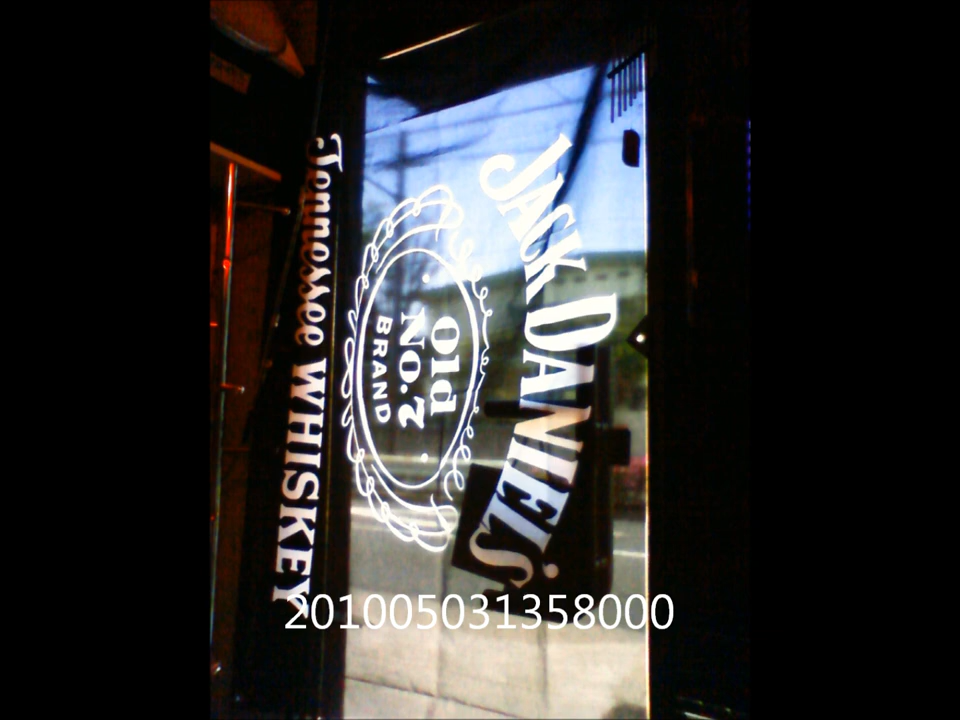 JACK DANIEL'S
Old
NO.7
BRAND
Tennessee WHISKEY
201005031358000